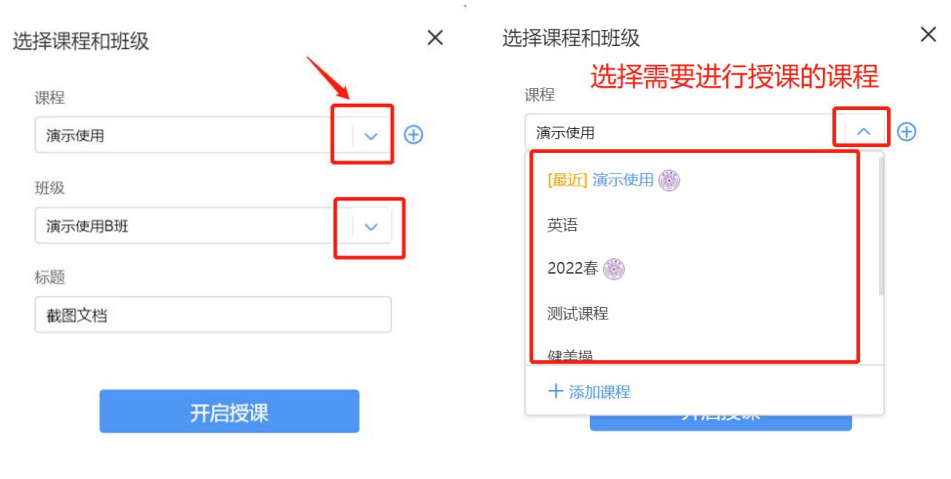 选择课程和班级
课程
演示使用
班级
演示使用B班
标题
截图文档
开启授课
选择课程和班级
选择需要进行授课的课程
课程
演示使用
[最近] 演示使用
英语
2022春
测试课程
健美操
+ 添加课程
开启授课